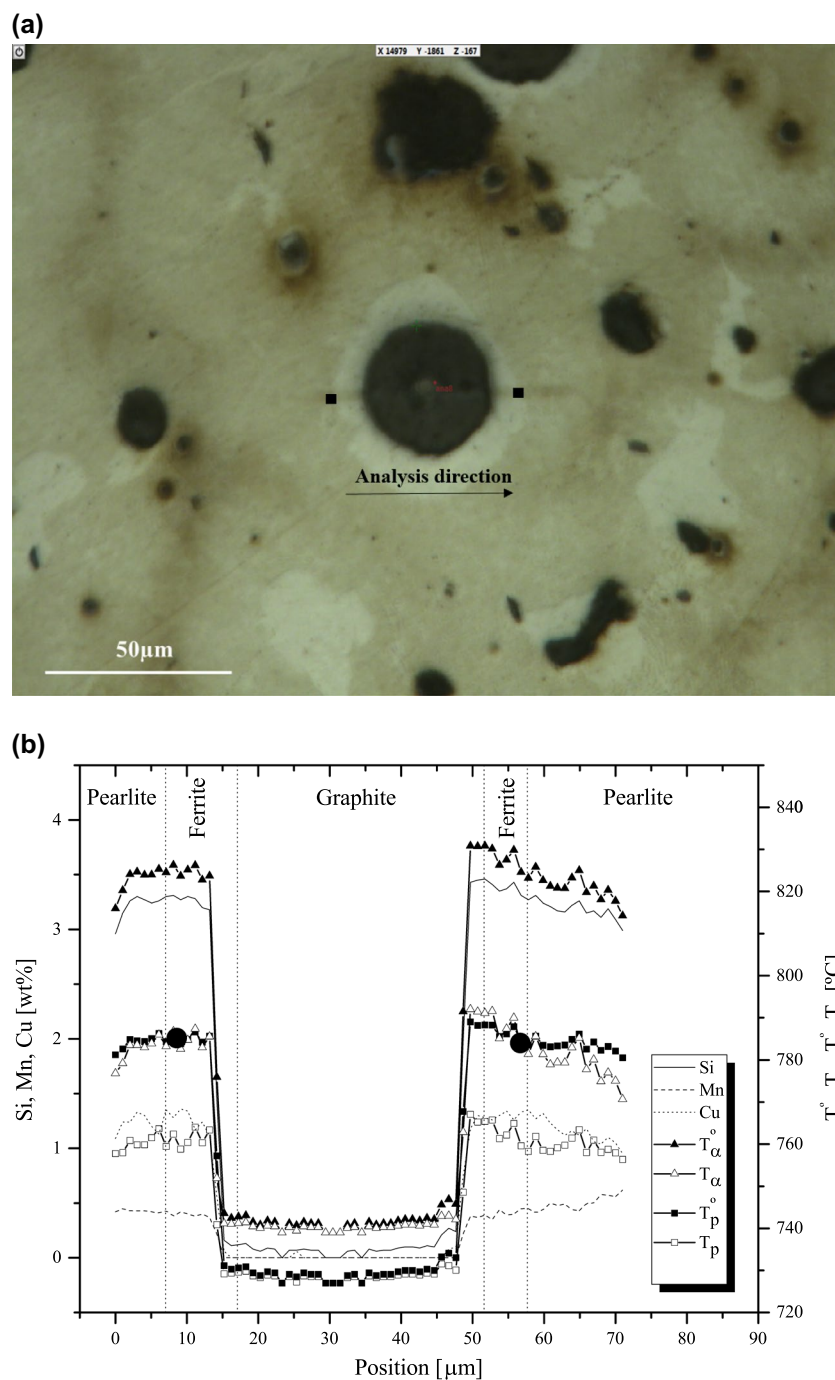 (a)
X 14979 Y -1861 Z -167
Analysis direction
50µm
(b)
Pearlite
Ferrite
Graphite
Ferrite
Pearlite
4
3
2
1
0
840
820
800
780
760
740
720
Si, Mn, Cu [wt%]
Si
Mn
Cu
T°α
Tα
T°p
Tp
0 10 20 30 40 50 60 70 80 90
Position [µm]